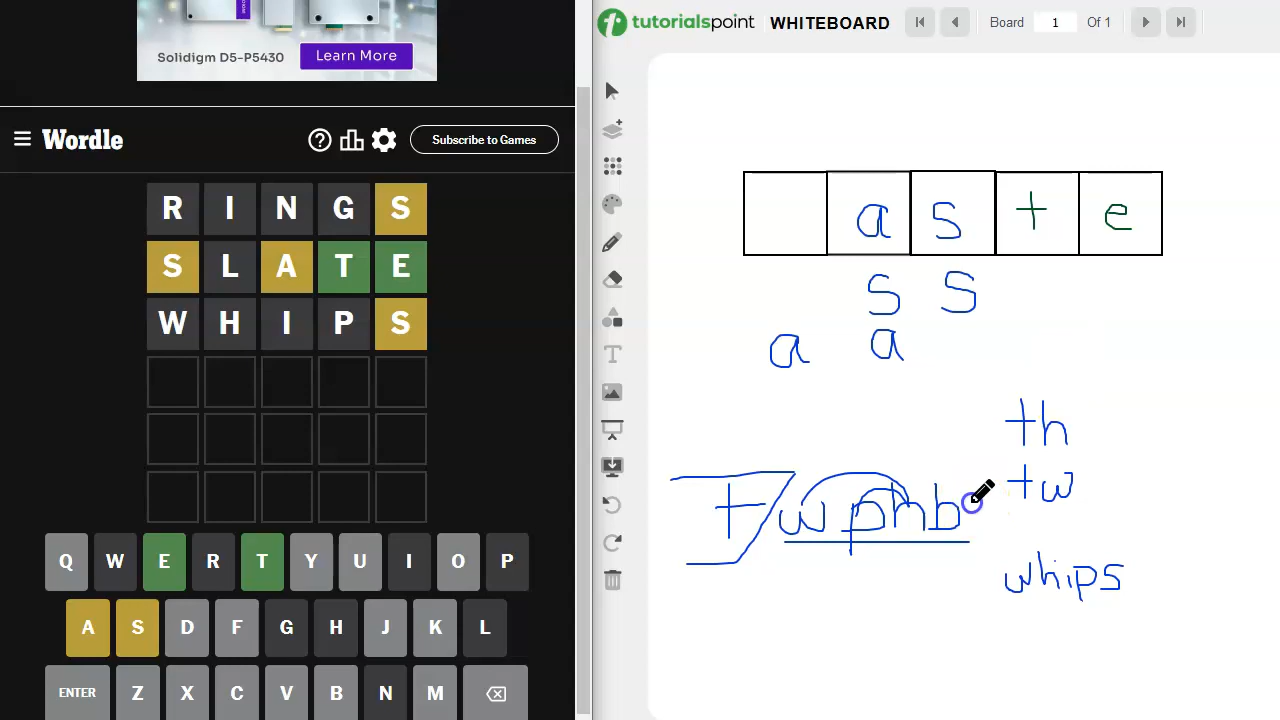 Solidigm D5-P5430 Learn More
Wordle
Subscribe to Games
R I N G S
S L A T E
W H I P S
Q W E R T Y U I O P
A S D F G H J K L
ENTER Z X C V B N M
tutorialspoint WHITEBOARD
Board 1 Of 1
a s t e
s s
a a
th
t w p h b
tw
whips